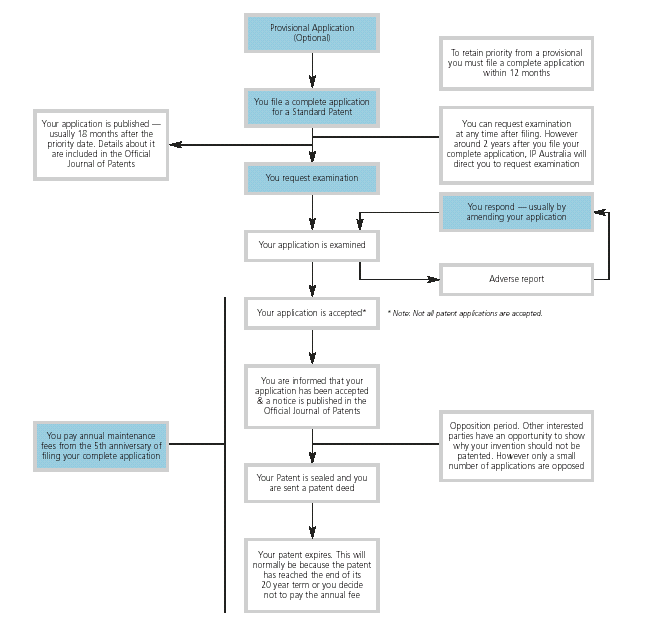 Provisional Application
(Optional)
To retain priority from a provisional
you must file a complete application
within 12 months
You file a complete application
for a Standard Patent
Your application is published —
usually 18 months after the
priority date. Details about it
are included in the Official
Journal of Patents
You can request examination
at any time after filing. However
around 2 years after you file your
complete application, IP Australia will
direct you to request examination
You request examination
You respond — usually by
amending your application
Your application is examined
Adverse report
Your application is accepted*
* Note: Not all patent applications are accepted.
You are informed that your
application has been accepted
& a notice is published in the
Official Journal of Patents
You pay annual maintenance
fees from the 5th anniversary of
filing your complete application
Opposition period. Other interested
parties have an opportunity to show
why your invention should not be
patented. However only a small
number of applications are opposed
Your Patent is sealed and you
are sent a patent deed
Your patent expires. This will
normally be because the patent
has reached the end of its
20 year term or you decide
not to pay the annual fee